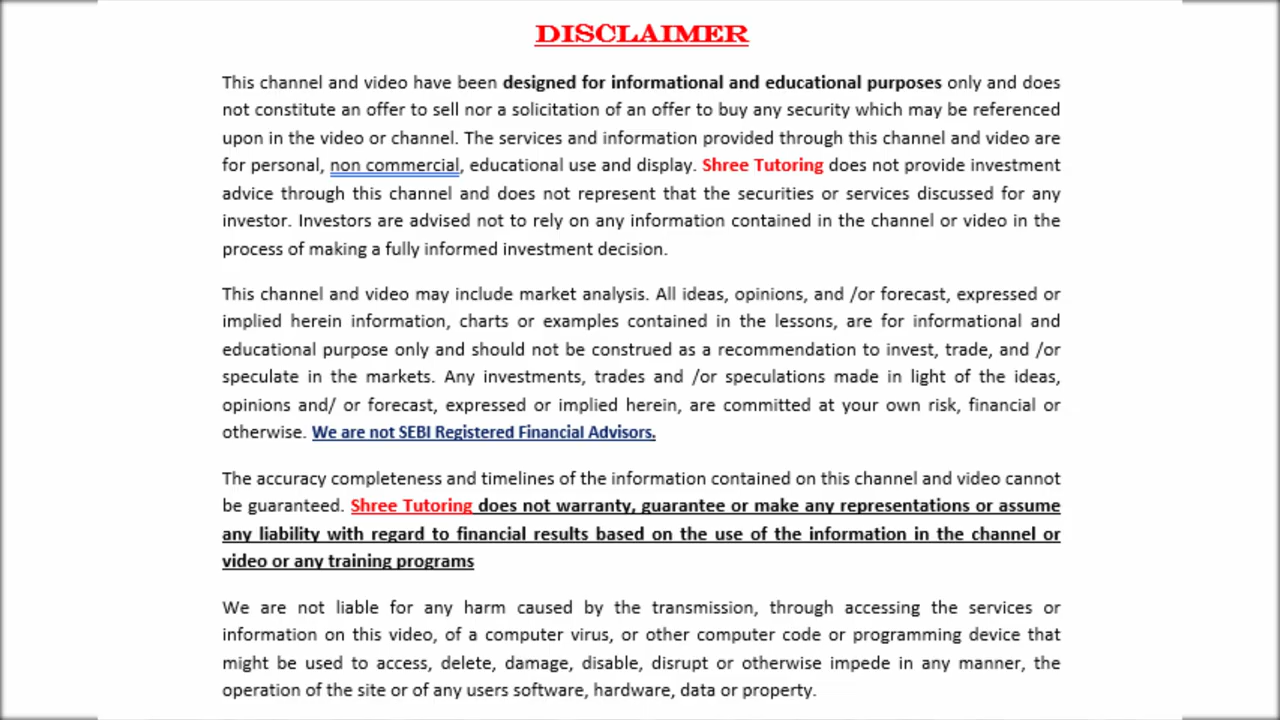 DISCLAIMER
This channel and video have been designed for informational and educational purposes only and does
not constitute an offer to sell nor a solicitation of an offer to buy any security which may be referenced
upon in the video or channel. The services and information provided through this channel and video are
for personal, non commercial, educational use and display. Shree Tutoring does not provide investment
advice through this channel and does not represent that the securities or services discussed for any
investor. Investors are advised not to rely on any information contained in the channel or video in the
process of making a fully informed investment decision.
This channel and video may include market analysis. All ideas, opinions, and /or forecast, expressed or
implied herein information, charts or examples contained in the lessons, are for informational and
educational purpose only and should not be construed as a recommendation to invest, trade, and /or
speculate in the markets. Any investments, trades and /or speculations made in light of the ideas,
opinions and/ or forecast, expressed or implied herein, are committed at your own risk, financial or
otherwise. We are not SEBI Registered Financial Advisors.
The accuracy completeness and timelines of the information contained on this channel and video cannot
be guaranteed. Shree Tutoring does not warranty, guarantee or make any representations or assume
any liability with regard to financial results based on the use of the information in the channel or
video or any training programs
We are not liable for any harm caused by the transmission, through accessing the services or
information on this video, of a computer virus, or other computer code or programming device that
might be used to access, delete, damage, disable, disrupt or otherwise impede in any manner, the
operation of the site or of any users software, hardware, data or property.